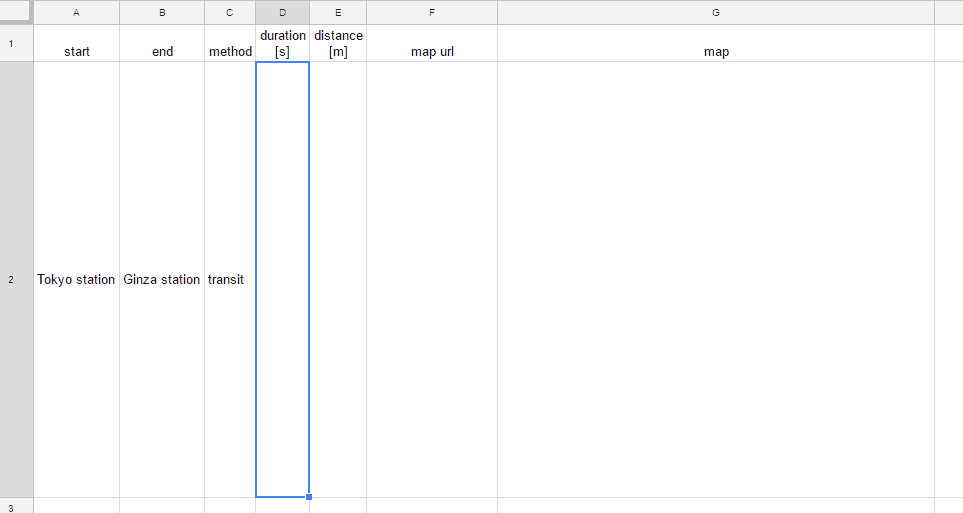 A B C D E F G
1 start end method duration [s] distance [m] map url map
2 Tokyo station Ginza station transit
3